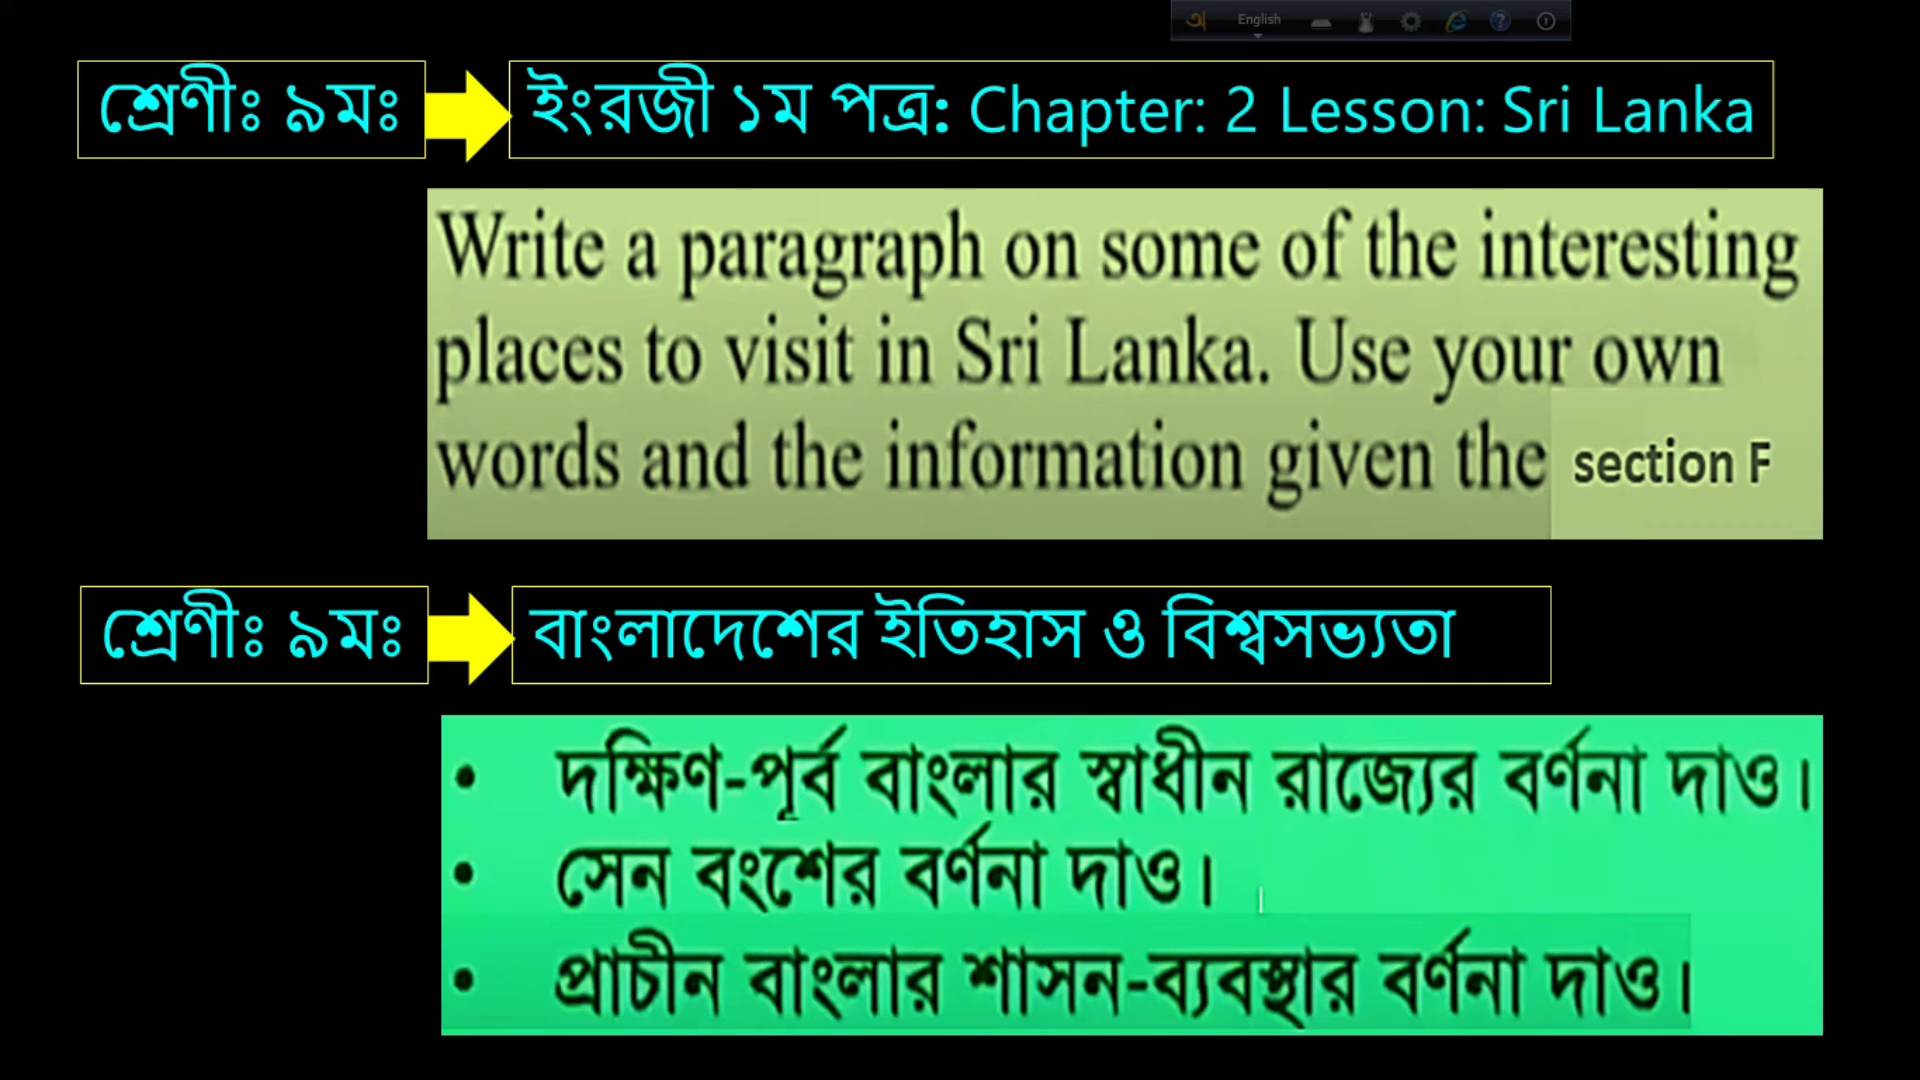 English
শ্রেণীঃ ৯মঃ ইংরজী ১ম পত্র: Chapter: 2 Lesson: Sri Lanka
Write a paragraph on some of the interesting
places to visit in Sri Lanka. Use your own
words and the information given the section F
শ্রেণীঃ ৯মঃ বাংলাদেশের ইতিহাস ও বিশ্বসভ্যতা
• দক্ষিণ-পূর্ব বাংলার স্বাধীন রাজ্যের বর্ণনা দাও।
• সেন বংশের বর্ণনা দাও।
• প্রাচীন বাংলার শাসন-ব্যবস্থার বর্ণনা দাও।